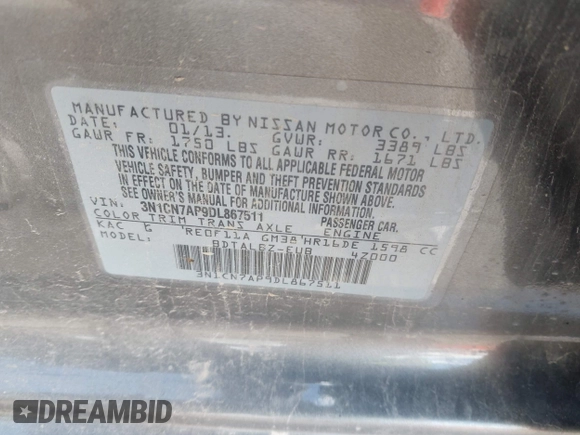 MANUFACTURED BY NISSAN MOTOR CO., LTD.
DATE: 01/13. GVWR: 3389 LBS
GAWR FR: 1750 LBS GAWR RR: 1671 LBS
THIS VEHICLE CONFORMS TO ALL APPLICABLE FEDERAL MOTOR
VEHICLE SAFETY, BUMPER AND THEFT PREVENTION STANDARDS
IN EFFECT ON THE DATE OF MANUFACTURE SHOWN ABOVE.
SEE OWNER'S MANUAL FOR ADDITIONAL INFORMATION.
VIN: 3N1CN7AP9DL867511 PASSENGER CAR.
COLOR TRIM TRANS AXLE ENGINE
KAC G RE0F11A GM38 HR16DE 1598 CC
MODEL: BDTALBZ-EUB 47000
3N1CN7AP9DL867511
DREAMBID